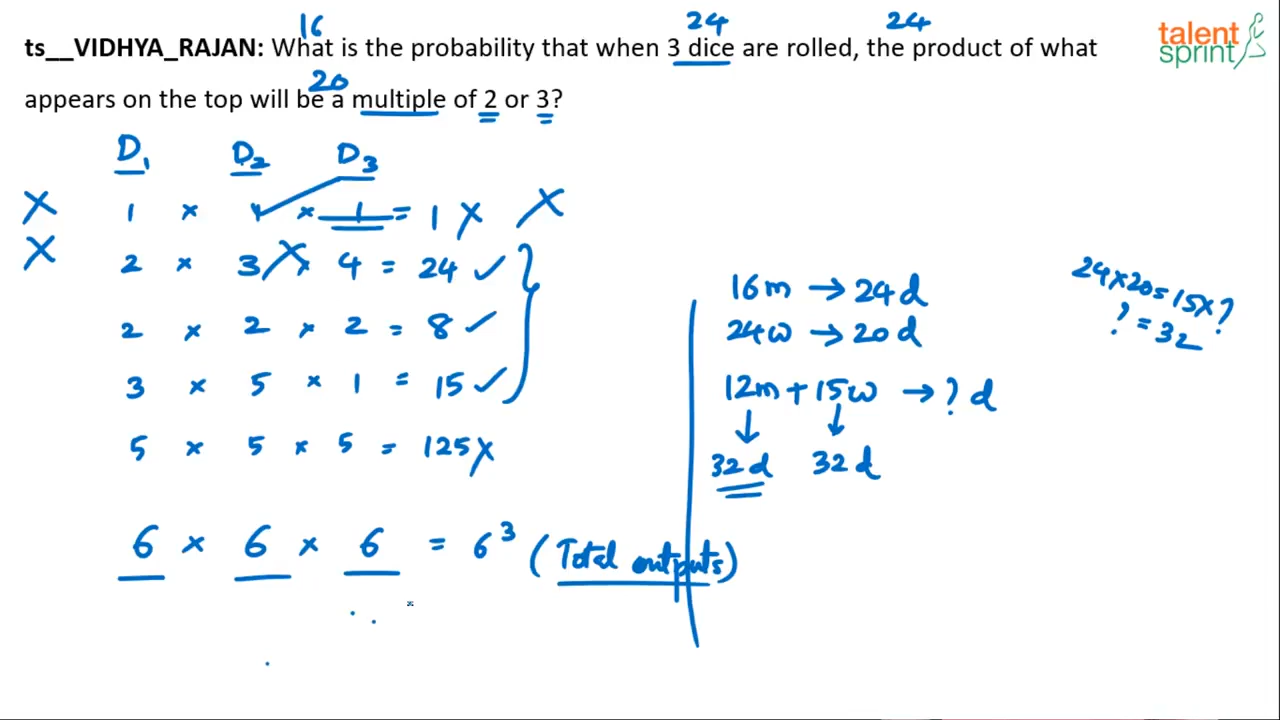 16 24 24
ts__VIDHYA_RAJAN: What is the probability that when 3 dice are rolled, the product of what
talent
sprint
20
appears on the top will be a multiple of 2 or 3?
D1 D2 D3
X 1 × 1 × 1 = 1 X X
X 2 × 3 × 4 = 24 ✓
2 × 2 × 2 = 8 ✓
3 × 5 × 1 = 15 ✓
5 × 5 × 5 = 125 X
6 × 6 × 6 = 6³ (Total outputs)
16m → 24d
24w → 20d
12m + 15w → ? d
32d 32d
24×20=15×?
? = 32